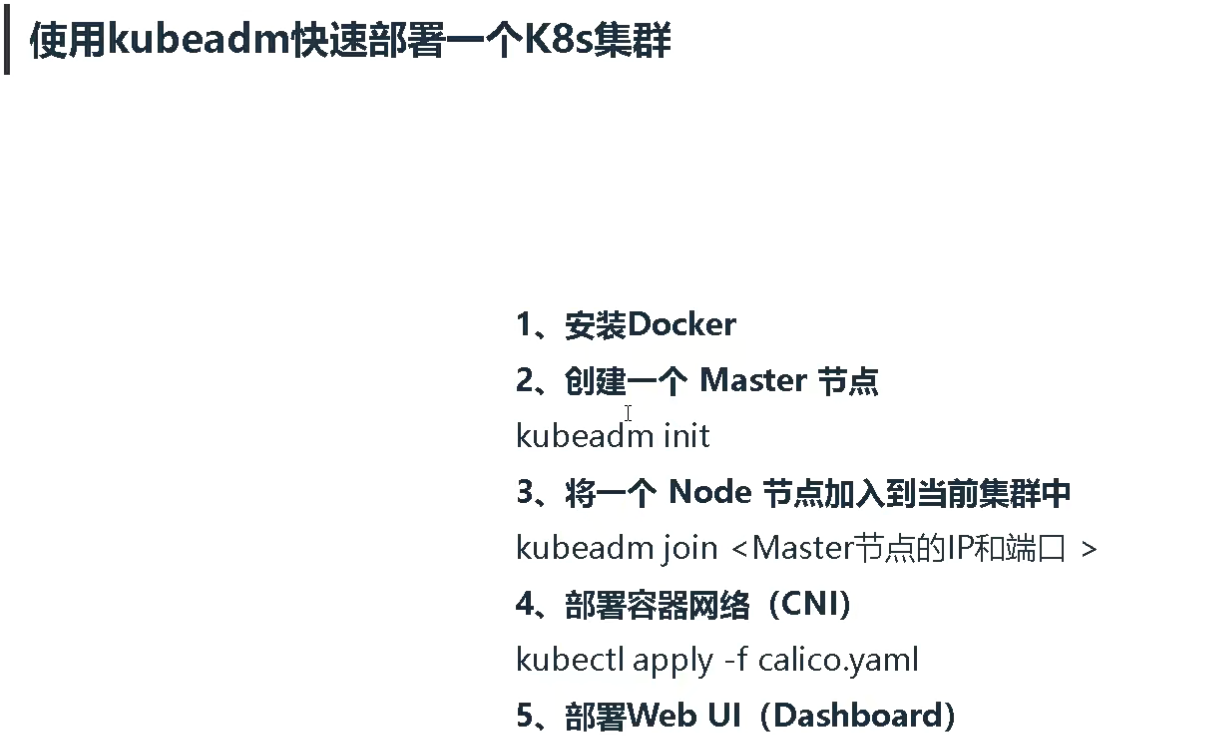 使用kubeadm快速部署一个K8s集群
1、安装Docker
2、创建一个 Master 节点
kubeadm init
3、将一个 Node 节点加入到当前集群中
kubeadm join <Master节点的IP和端口 >
4、部署容器网络（CNI）
kubectl apply -f calico.yaml
5、部署Web UI（Dashboard）